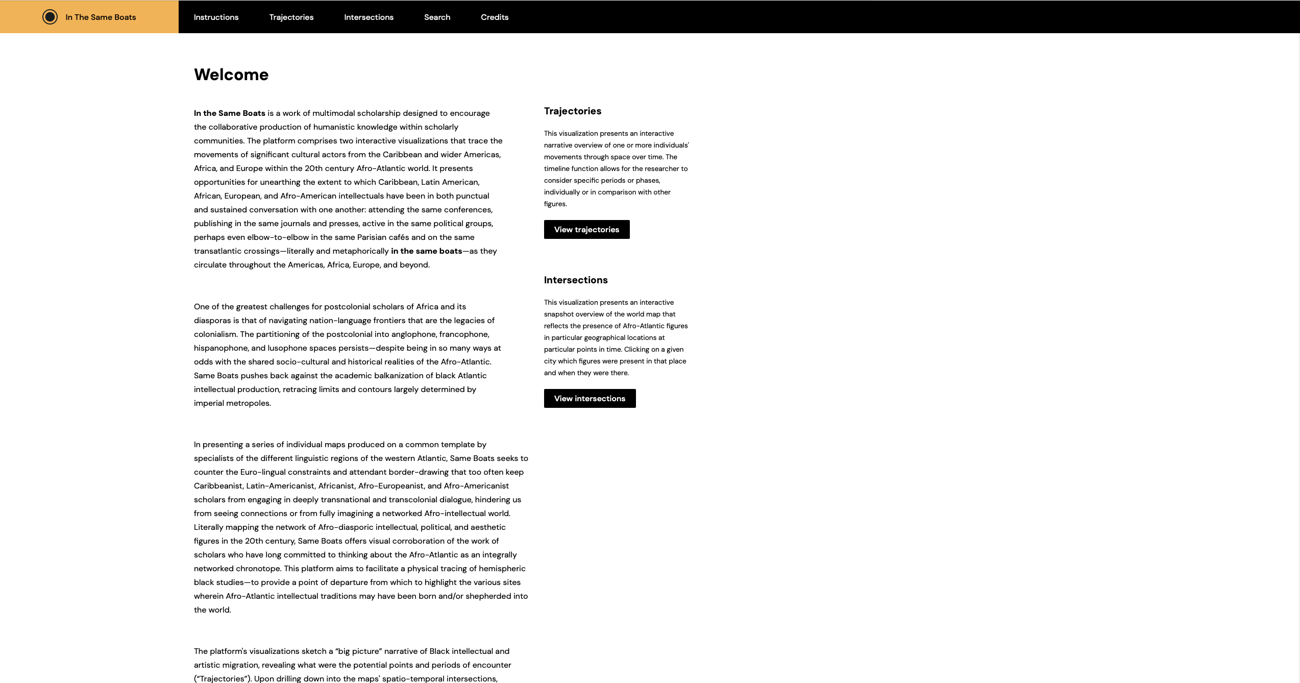 In The Same Boats
Instructions
Trajectories
Intersections
Search
Credits
Welcome
In the Same Boats is a work of multimodal scholarship designed to encourage
the collaborative production of humanistic knowledge within scholarly
communities. The platform comprises two interactive visualizations that trace the
movements of significant cultural actors from the Caribbean and wider Americas,
Africa, and Europe within the 20th century Afro-Atlantic world. It presents
opportunities for unearthing the extent to which Caribbean, Latin American,
African, European, and Afro-American intellectuals have been in both punctual
and sustained conversation with one another: attending the same conferences,
publishing in the same journals and presses, active in the same political groups,
perhaps even elbow-to-elbow in the same Parisian cafés and on the same
transatlantic crossings—literally and metaphorically in the same boats—as they
circulate throughout the Americas, Africa, Europe, and beyond.
One of the greatest challenges for postcolonial scholars of Africa and its
diasporas is that of navigating nation-language frontiers that are the legacies of
colonialism. The partitioning of the postcolonial into anglophone, francophone,
hispanophone, and lusophone spaces persists—despite being in so many ways at
odds with the shared socio-cultural and historical realities of the Afro-Atlantic.
Same Boats pushes back against the academic balkanization of black Atlantic
intellectual production, retracing limits and contours largely determined by
imperial metropoles.
In presenting a series of individual maps produced on a common template by
specialists of the different linguistic regions of the western Atlantic, Same Boats seeks to
counter the Euro-lingual constraints and attendant border-drawing that too often keep
Caribbeanist, Latin-Americanist, Africanist, Afro-Europeanist, and Afro-Americanist
scholars from engaging in deeply transnational and transcolonial dialogue, hindering us
from seeing connections or from fully imagining a networked Afro-intellectual world.
Literally mapping the network of Afro-diasporic intellectual, political, and aesthetic
figures in the 20th century, Same Boats offers visual corroboration of the work of
scholars who have long committed to thinking about the Afro-Atlantic as an integrally
networked chronotope. This platform aims to facilitate a physical tracing of hemispheric
black studies—to provide a point of departure from which to highlight the various sites
wherein Afro-Atlantic intellectual traditions may have been born and/or shepherded into
the world.
The platform's visualizations sketch a “big picture” narrative of Black intellectual and
artistic migration, revealing what were the potential points and periods of encounter
(“Trajectories”). Upon drilling down into the maps' spatio-temporal intersections,
Trajectories
This visualization presents an interactive
narrative overview of one or more individuals'
movements through space over time. The
timeline function allows for the researcher to
consider specific periods or phases,
individually or in comparison with other
figures.
View trajectories
Intersections
This visualization presents an interactive
snapshot overview of the world map that
reflects the presence of Afro-Atlantic figures
in particular geographical locations at
particular points in time. Clicking on a given
city which figures were present in that place
and when they were there.
View intersections